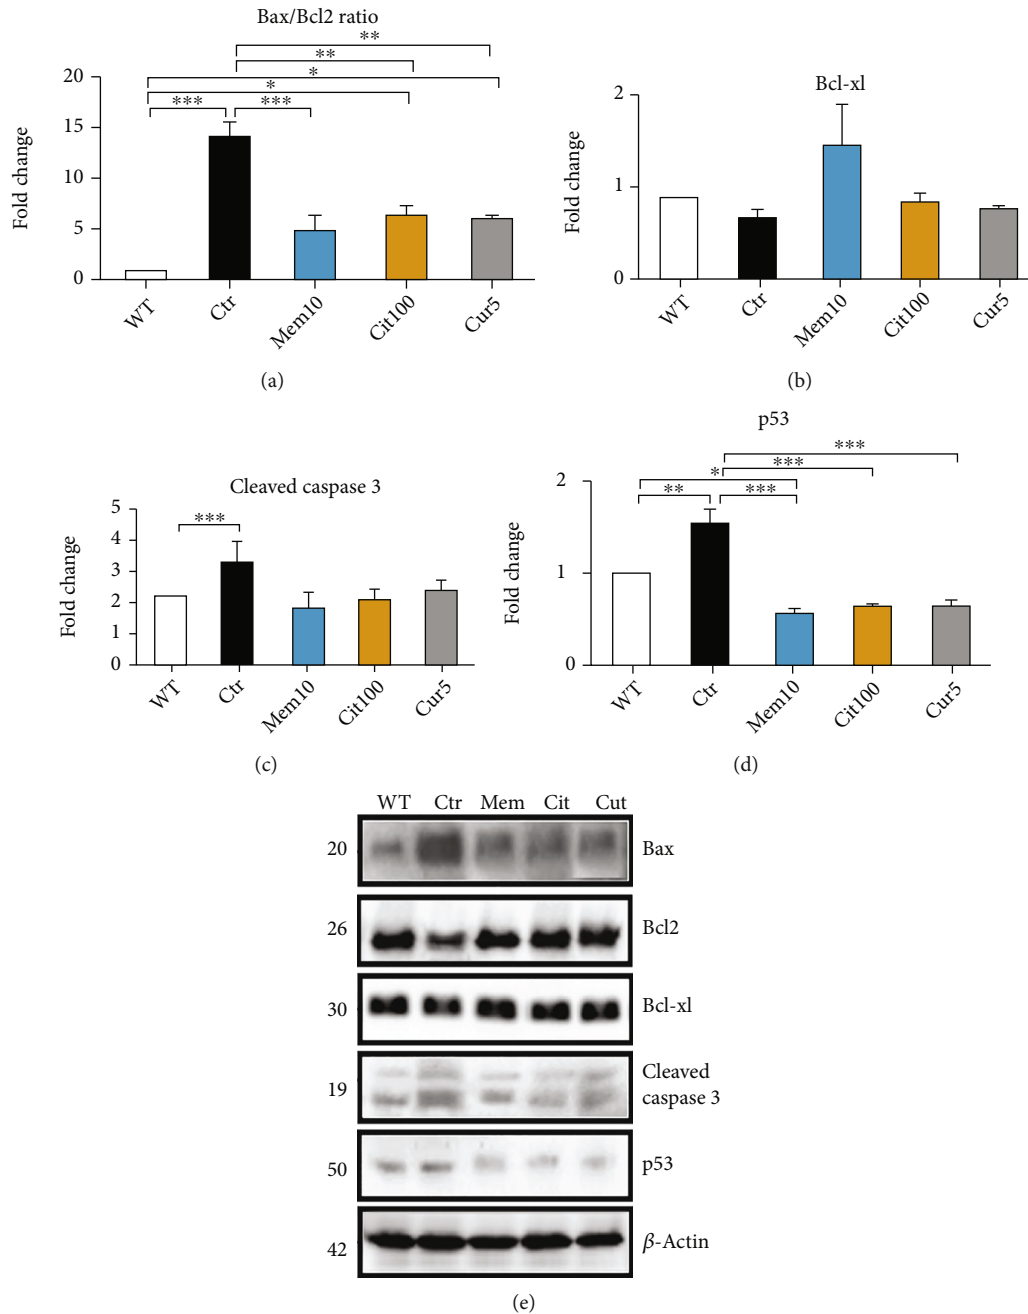 Bax/Bcl2 ratio
**
**
*
*
*** ***
Fold change
20
15
10
5
0
WT Ctr Mem10 Cit100 Cur5
(a)
Bcl-xl
Fold change
2
1
0
WT Ctr Mem10 Cit100 Cur5
(b)
Cleaved caspase 3
***
Fold change
5
4
3
2
1
0
WT Ctr Mem10 Cit100 Cur5
(c)
p53
***
* ***
** ***
Fold change
2
1
0
WT Ctr Mem10 Cit100 Cur5
(d)
WT Ctr Mem Cit Cut
20 Bax
26 Bcl2
30 Bcl-xl
19 Cleaved
caspase 3
50 p53
42 β-Actin
(e)